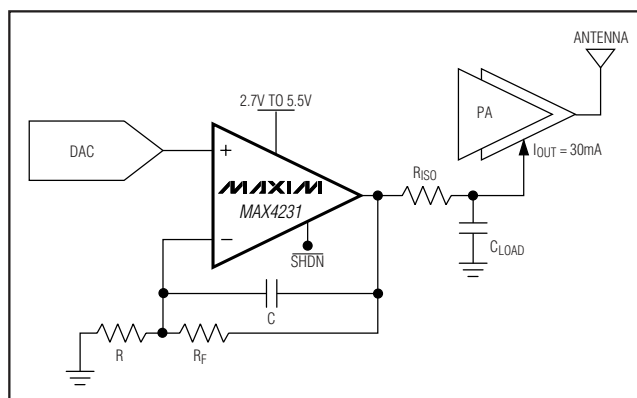 ANTENNA
2.7V TO 5.5V
PA
DAC
+
IOUT = 30mA
MAXIM
RISO
MAX4231
−
SHDN
CLOAD
C
R
RF